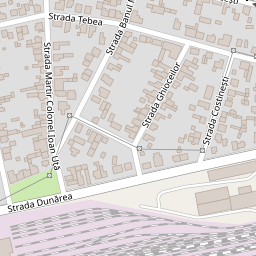 Strada Tebea
Strada Banul
Strada Martir Colonel Ioan Uță
Strada Ghioceilor
Strada Costinești
Strada Dunărea